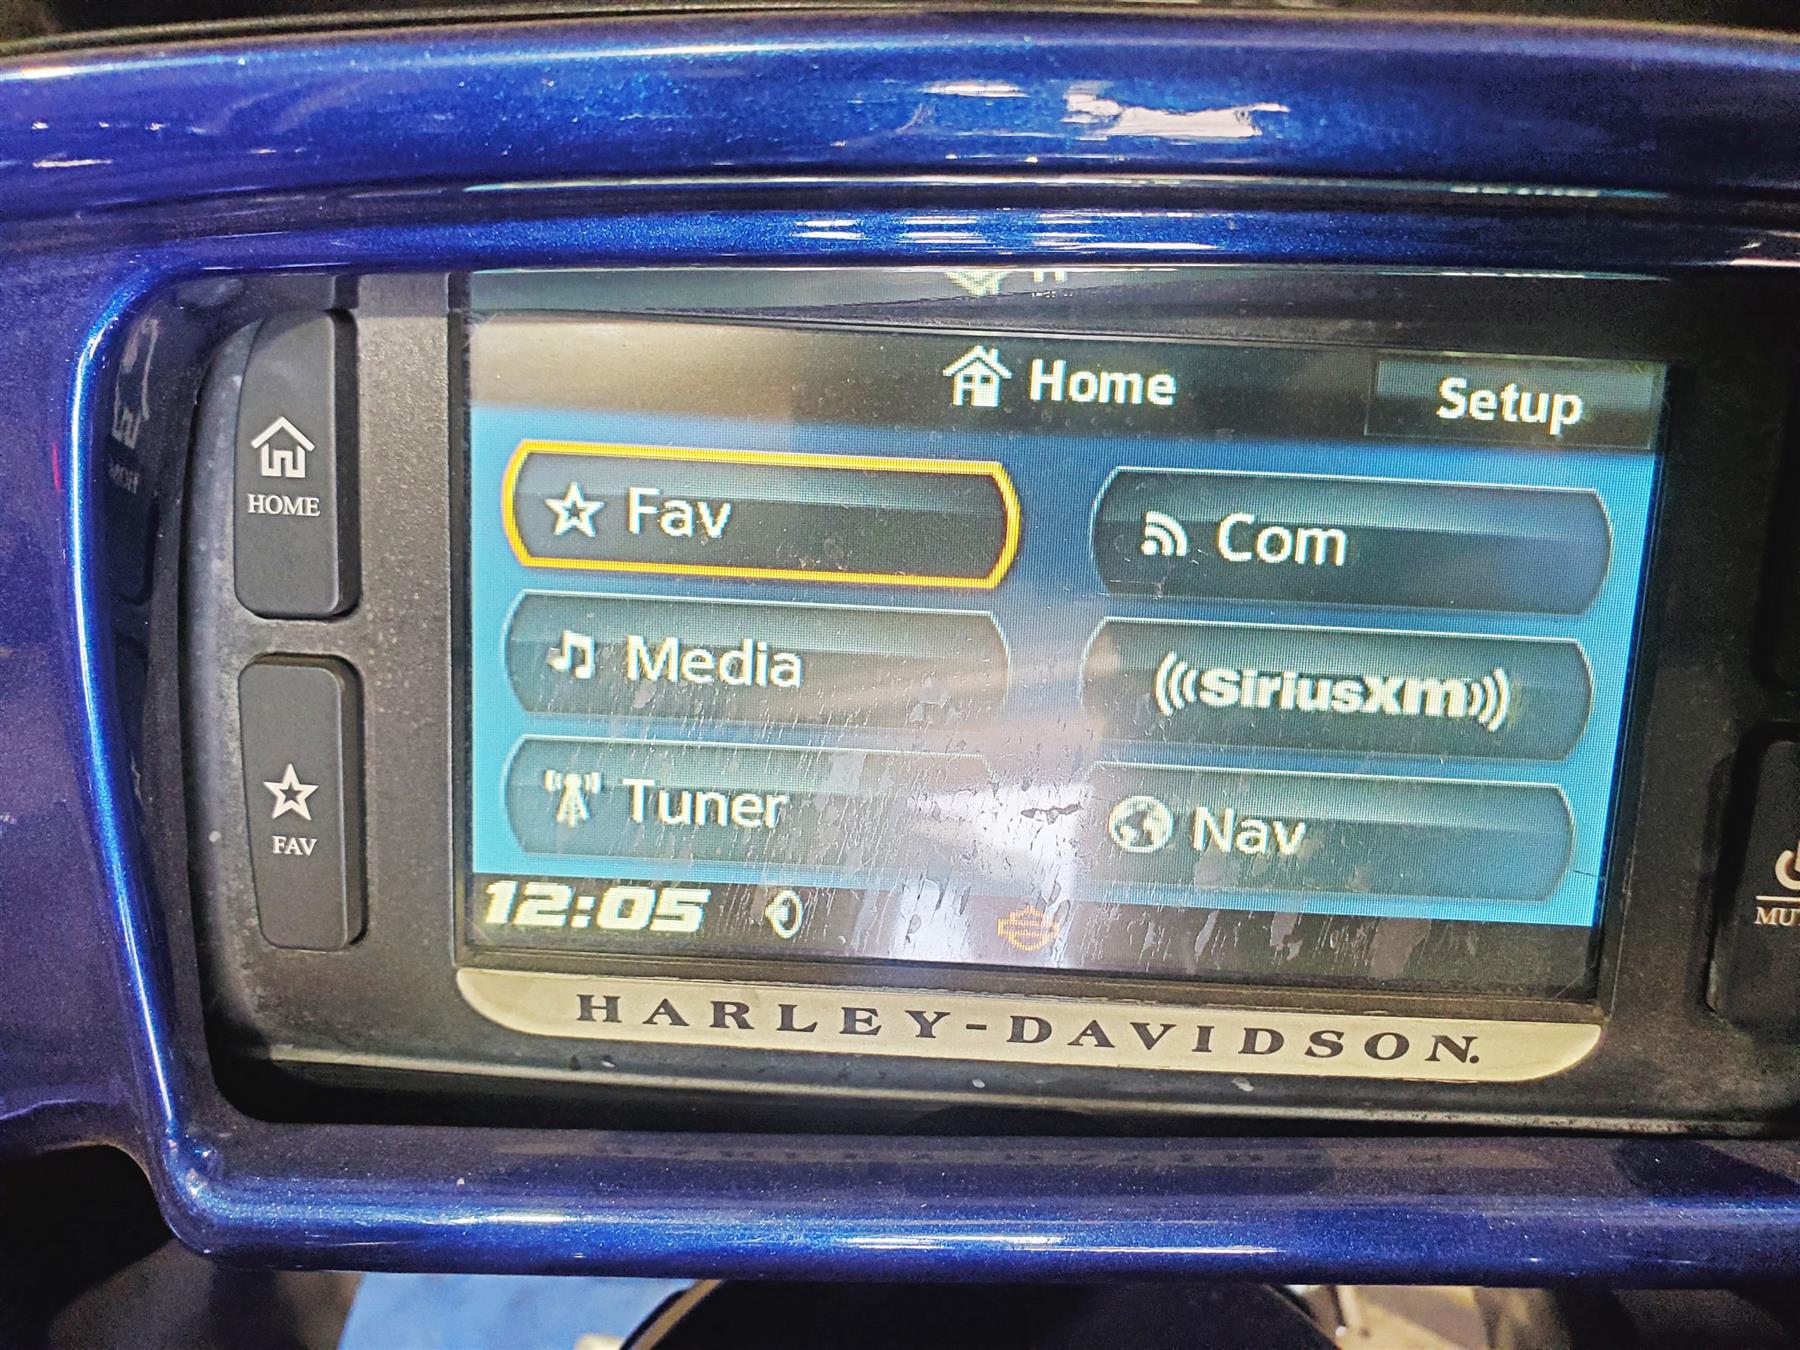 Home
Setup
HOME
Fav
Com
Media
((SiriusXM))
FAV
Tuner
Nav
12:05
HARLEY-DAVIDSON.